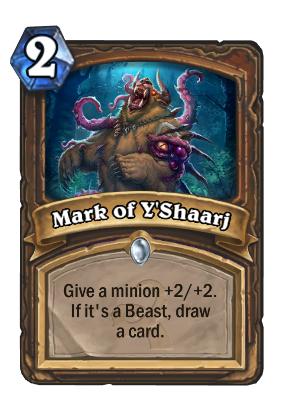 2
Mark of Y'Shaarj
Give a minion +2/+2.
If it's a Beast, draw
a card.